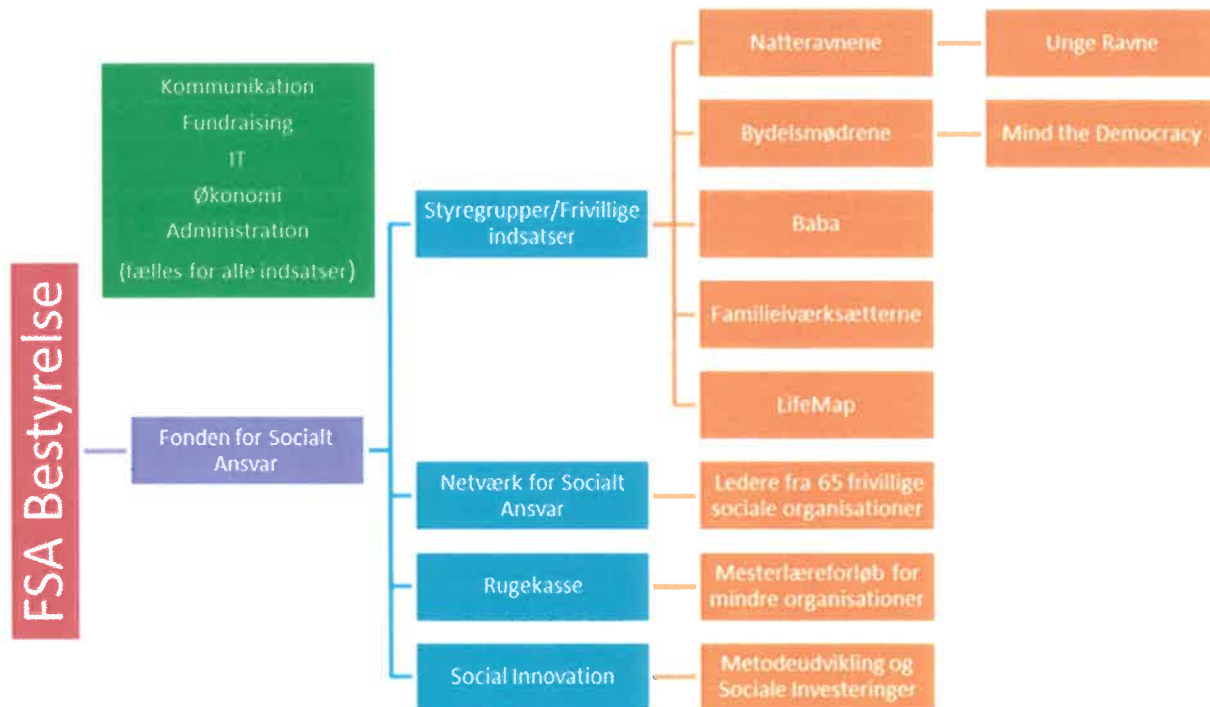 FSA Bestyrelse
Kommunikation
Fundraising
IT
Økonomi
Administration
(fælles for alle indsatser)
Fonden for Socialt
Ansvar
Styregrupper/Frivillige
indsatser
Natteravnene
Unge Ravne
Bydelsmødrene
Mind the Democracy
Baba
Familieiværksætterne
LifeMap
Netværk for Socialt
Ansvar
Ledere fra 65 frivillige
sociale organisationer
Rugekasse
Mesterlæreforløb for
mindre organisationer
Social Innovation
Metodeudvikling og
Sociale Investeringer